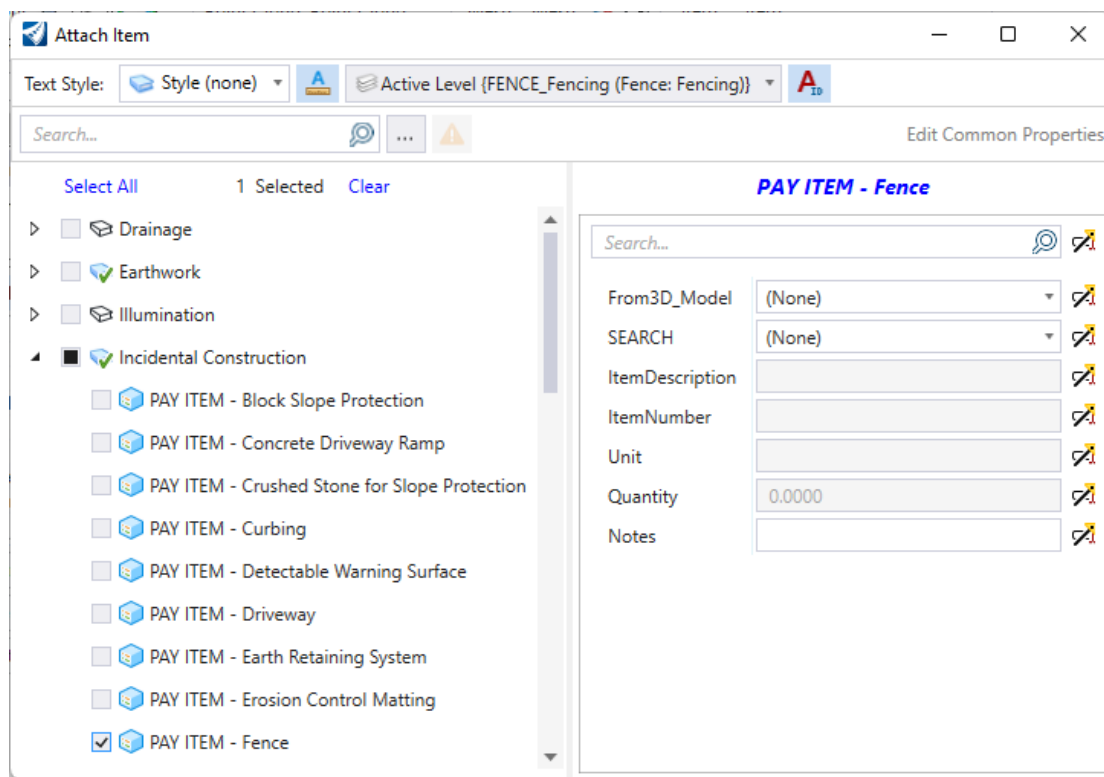 Attach Item
Text Style: Style (none) A Active Level {FENCE_Fencing (Fence: Fencing)} A ID
Search... ... Edit Common Properties
Select All 1 Selected Clear
Drainage
Earthwork
Illumination
Incidental Construction
PAY ITEM - Block Slope Protection
PAY ITEM - Concrete Driveway Ramp
PAY ITEM - Crushed Stone for Slope Protection
PAY ITEM - Curbing
PAY ITEM - Detectable Warning Surface
PAY ITEM - Driveway
PAY ITEM - Earth Retaining System
PAY ITEM - Erosion Control Matting
PAY ITEM - Fence
PAY ITEM - Fence
Search...
From3D_Model (None)
SEARCH (None)
ItemDescription
ItemNumber
Unit
Quantity 0.0000
Notes